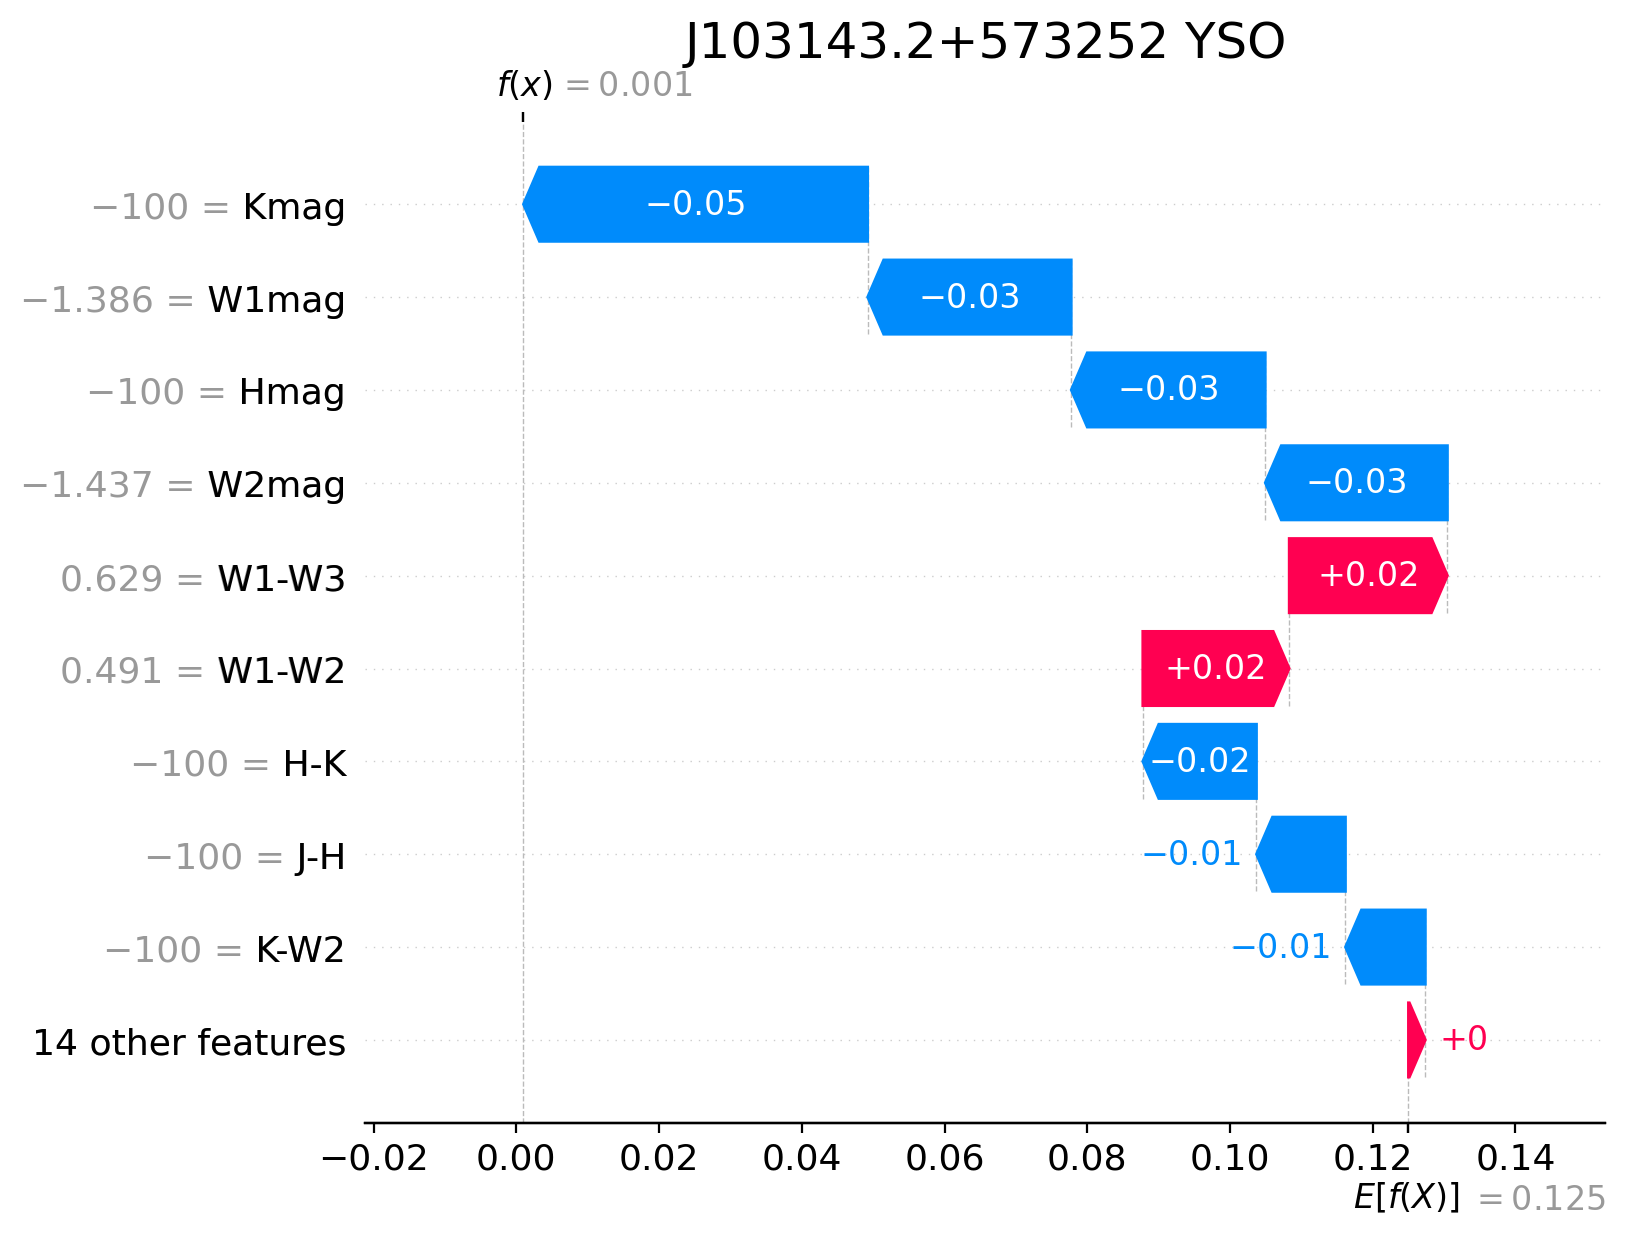 J103143.2+573252 YSO
f(x) = 0.001
−100 = Kmag
−0.05
−1.386 = W1mag
−0.03
−100 = Hmag
−0.03
−1.437 = W2mag
−0.03
0.629 = W1-W3
+0.02
0.491 = W1-W2
+0.02
−100 = H-K
−0.02
−100 = J-H
−0.01
−100 = K-W2
−0.01
14 other features
+0
−0.02 0.00 0.02 0.04 0.06 0.08 0.10 0.12 0.14
E[f(X)] = 0.125